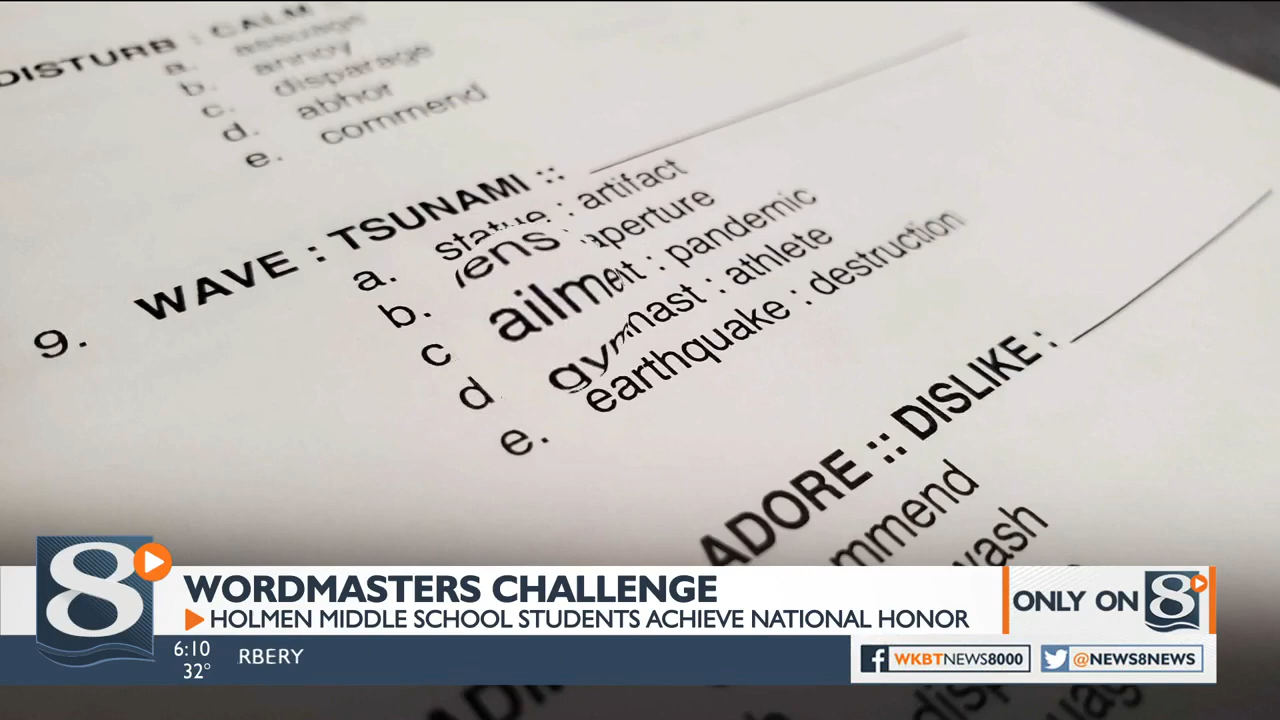 DISTURB : CALM
a. assuage
b. annoy
c. disparage
d. abhor
e. commend
9. WAVE : TSUNAMI ::
a. statue : artifact
b. lens : aperture
c ailment : pandemic
d gymnast : athlete
e. earthquake : destruction
ADORE :: DISLIKE :
mmend
wash
8
WORDMASTERS CHALLENGE
HOLMEN MIDDLE SCHOOL STUDENTS ACHIEVE NATIONAL HONOR
ONLY ON 8
6:10
32°
RBERY
WKBTNEWS8000
@NEWS8NEWS